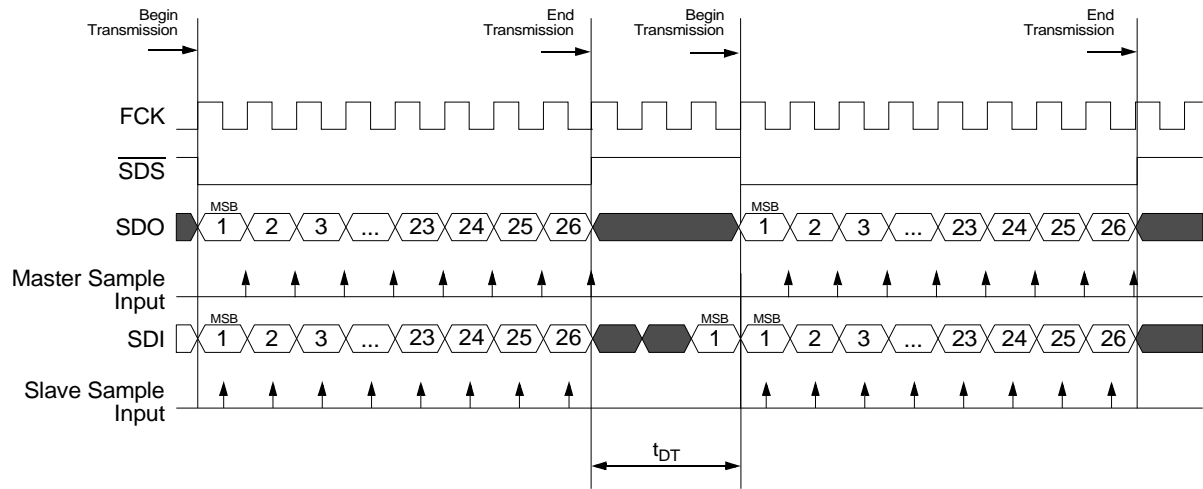 Begin
Transmission
End
Transmission
Begin
Transmission
End
Transmission
FCK
SDS
SDO
MSB
1 2 3 ... 23 24 25 26
MSB
1 2 3 ... 23 24 25 26
Master Sample
Input
SDI
MSB
1 2 3 ... 23 24 25 26
MSB
1
MSB
1 2 3 ... 23 24 25 26
Slave Sample
Input
tDT